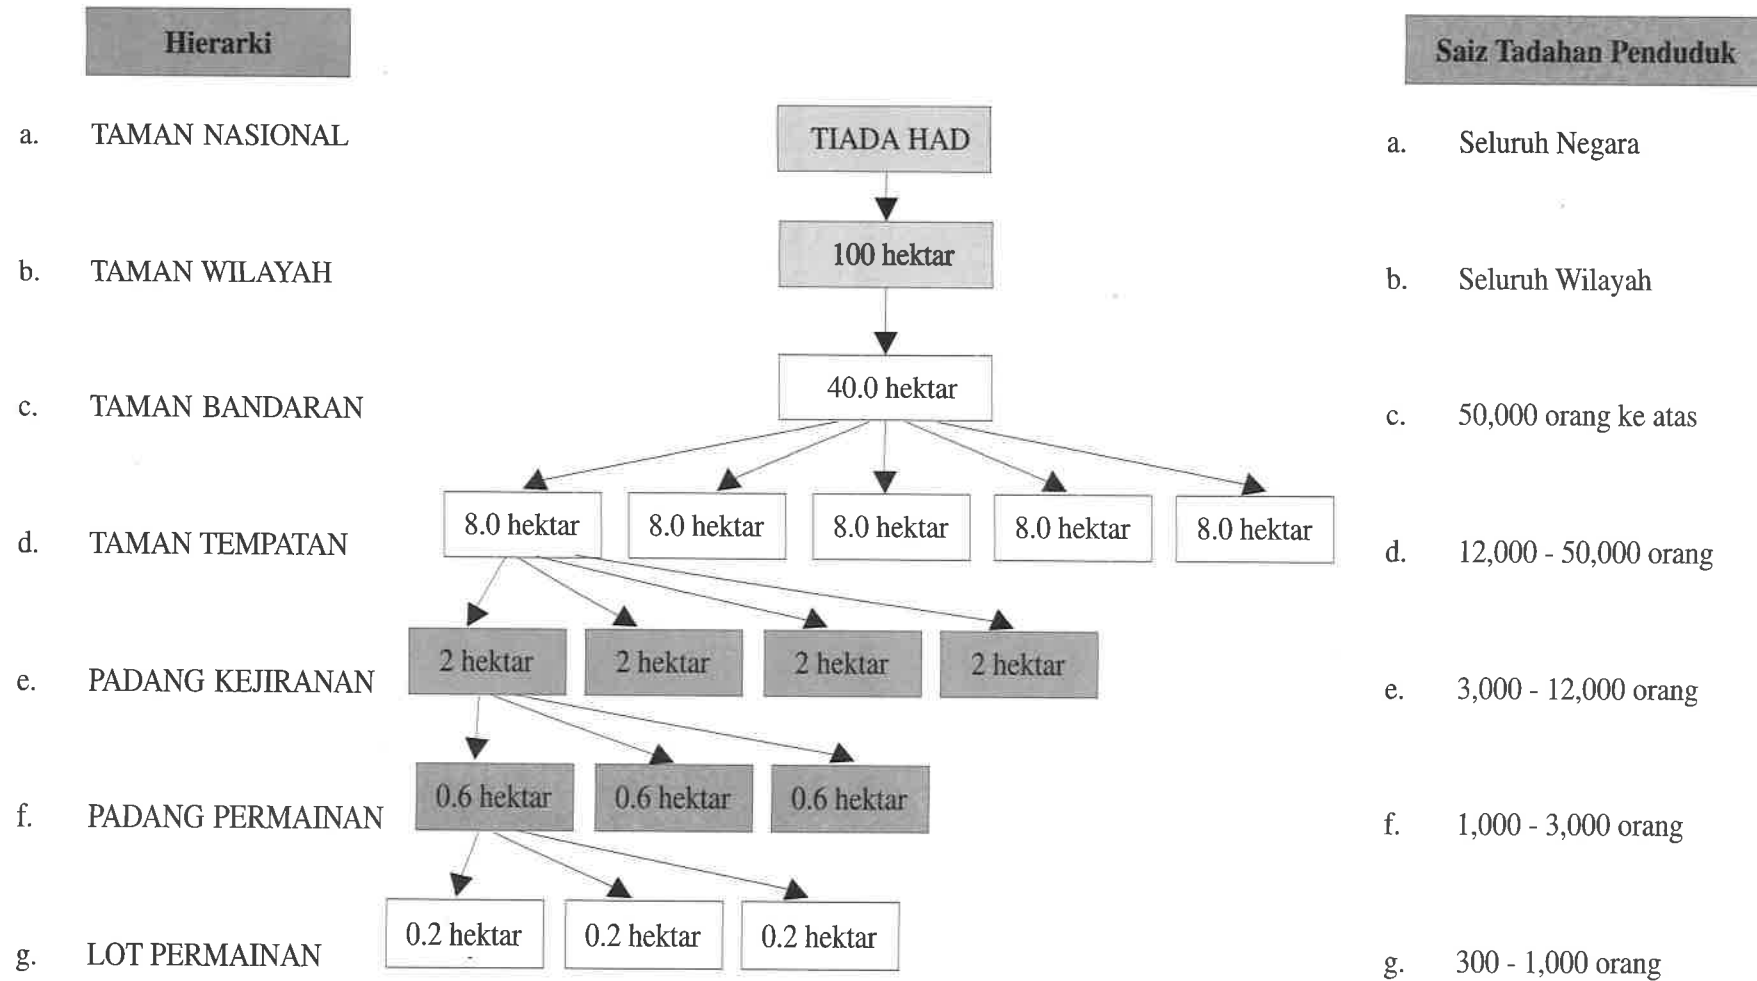 Hierarki
Saiz Tadahan Penduduk
a. TAMAN NASIONAL
TIADA HAD
a. Seluruh Negara
b. TAMAN WILAYAH
100 hektar
b. Seluruh Wilayah
c. TAMAN BANDARAN
40.0 hektar
c. 50,000 orang ke atas
d. TAMAN TEMPATAN
8.0 hektar 8.0 hektar 8.0 hektar 8.0 hektar 8.0 hektar
d. 12,000 - 50,000 orang
e. PADANG KEJIRANAN
2 hektar 2 hektar 2 hektar 2 hektar
e. 3,000 - 12,000 orang
f. PADANG PERMAINAN
0.6 hektar 0.6 hektar 0.6 hektar
f. 1,000 - 3,000 orang
g. LOT PERMAINAN
0.2 hektar 0.2 hektar 0.2 hektar
g. 300 - 1,000 orang